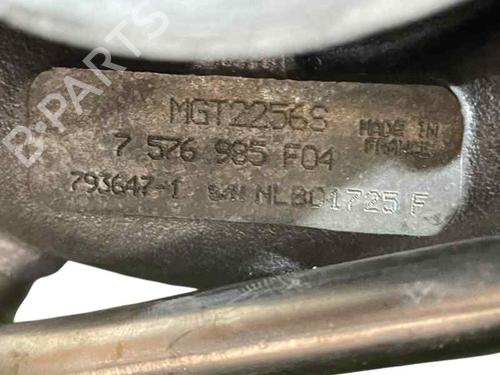 MGT2256S
MADE IN
FRANCE
7 576 985 F04
793647-1 S/N NLB01725 F
B-PARTS